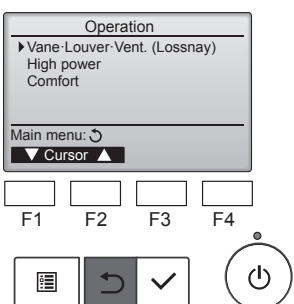 Operation
▶Vane·Louver·Vent. (Lossnay)
High power
Comfort
Main menu: ↺
▼ Cursor ▲
F1 F2 F3 F4